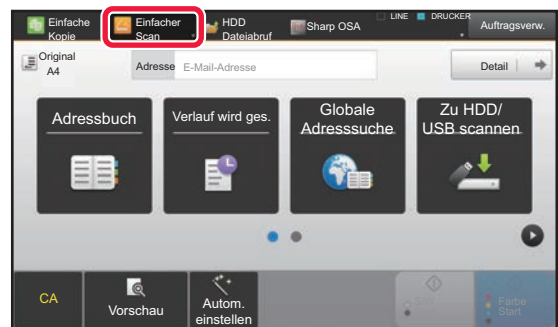 Einfache
Kopie
Einfacher
Scan
HDD
Dateiabruf
Sharp OSA
LINE
DRUCKER
Auftragsverw.
Original
A4
Adresse
E-Mail-Adresse
Detail
Adressbuch
Verlauf wird ges.
Globale
Adresssuche
Zu HDD/
USB scannen
CA
Vorschau
Autom.
einstellen
S/W
Start
Farbe
Start